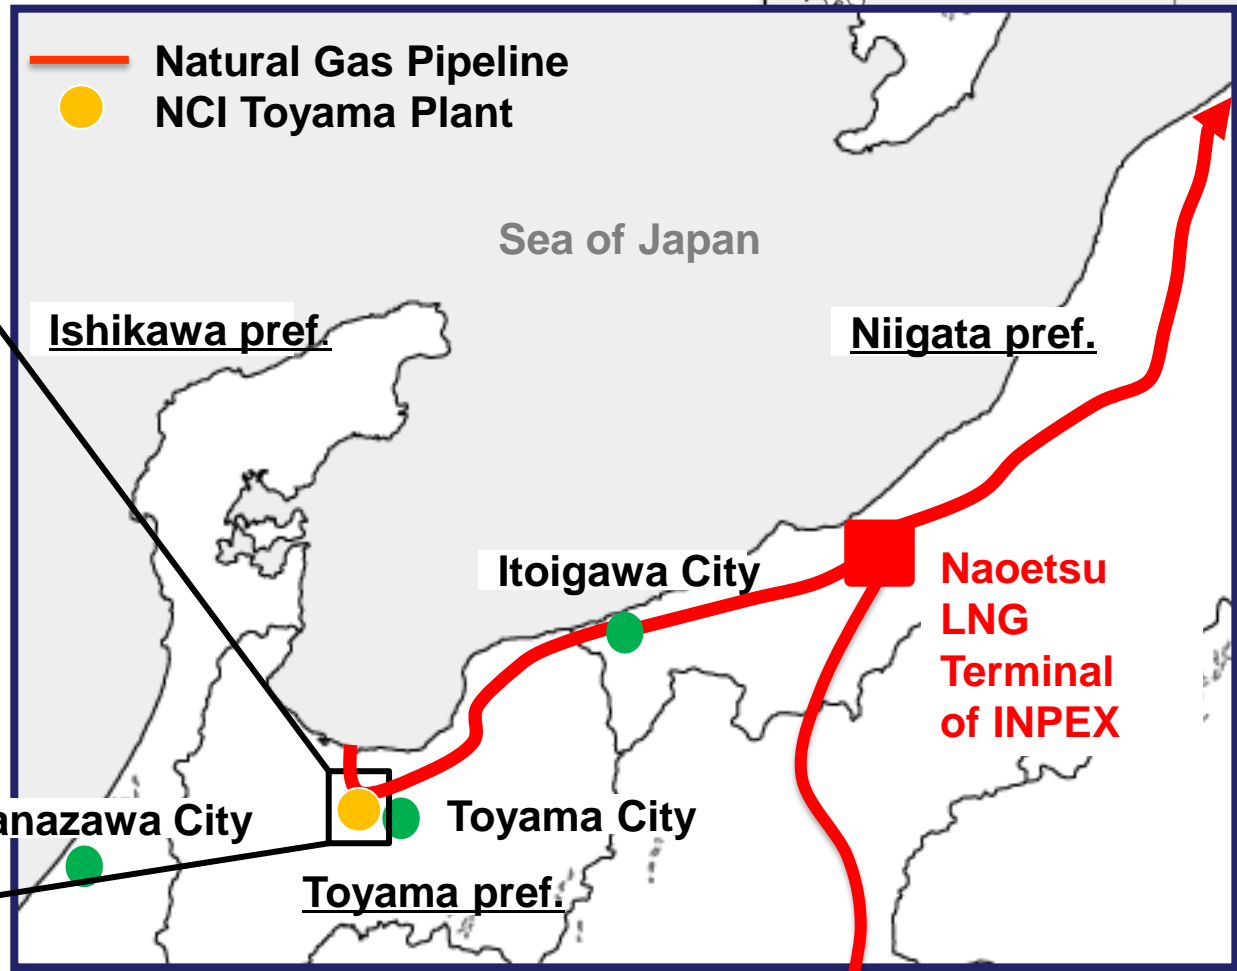 Natural Gas Pipeline
NCI Toyama Plant
Sea of Japan
Ishikawa pref.
Niigata pref.
Itoigawa City
Naoetsu
LNG
Terminal
of INPEX
anazawa City
Toyama City
Toyama pref.